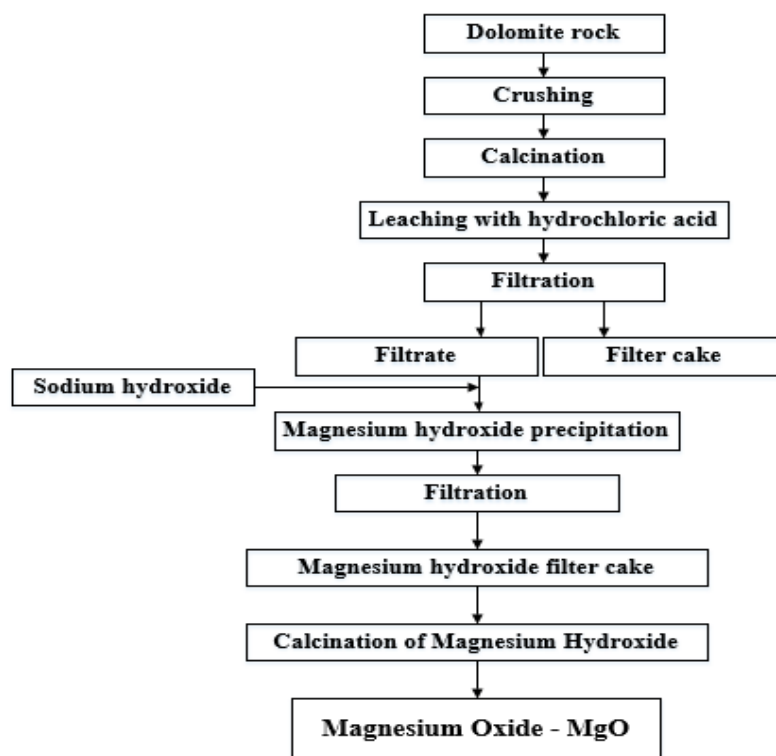 Dolomite rock
Crushing
Calcination
Leaching with hydrochloric acid
Filtration
Filtrate
Filter cake
Sodium hydroxide
Magnesium hydroxide precipitation
Filtration
Magnesium hydroxide filter cake
Calcination of Magnesium Hydroxide
Magnesium Oxide - MgO